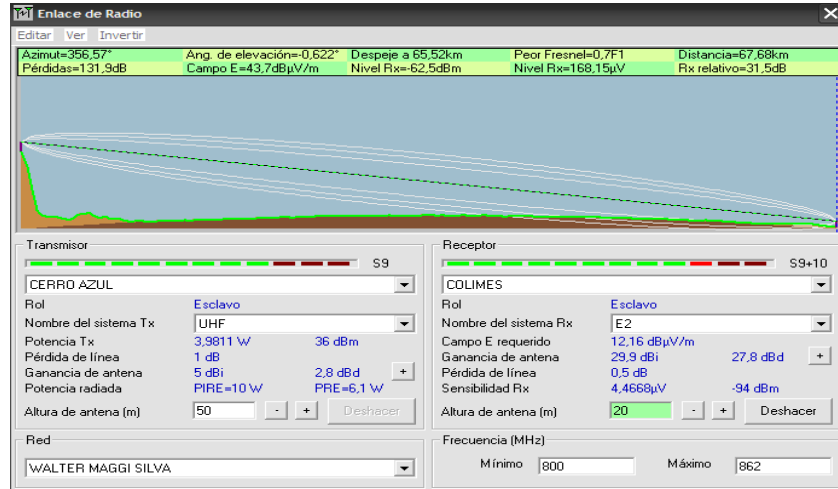 Enlace de Radio
Editar Ver Invertir
Azimut=356,57° Ang. de elevación=-0,622° Despeje a 65,52km Peor Fresnel=0,7F1 Distancia=67,68km
Pérdidas=131,9dB Campo E=43,7dBµV/m Nivel Rx=-62,5dBm Nivel Rx=168,15µV Rx relativo=31,5dB
Transmisor
S9
CERRO AZUL
Rol Esclavo
Nombre del sistema Tx UHF
Potencia Tx 3,9811 W 36 dBm
Pérdida de línea 1 dB
Ganancia de antena 5 dBi 2,8 dBd +
Potencia radiada PIRE=10 W PRE=6,1 W
Altura de antena (m) 50 - + Deshacer
Red
WALTER MAGGI SILVA
Receptor
S9+10
COLIMES
Rol Esclavo
Nombre del sistema Rx E2
Campo E requerido 12,16 dBµV/m
Ganancia de antena 29,9 dBi 27,8 dBd +
Pérdida de línea 0,5 dB
Sensibilidad Rx 4,4668µV -94 dBm
Altura de antena (m) 20 - + Deshacer
Frecuencia (MHz)
Mínimo 800 Máximo 862